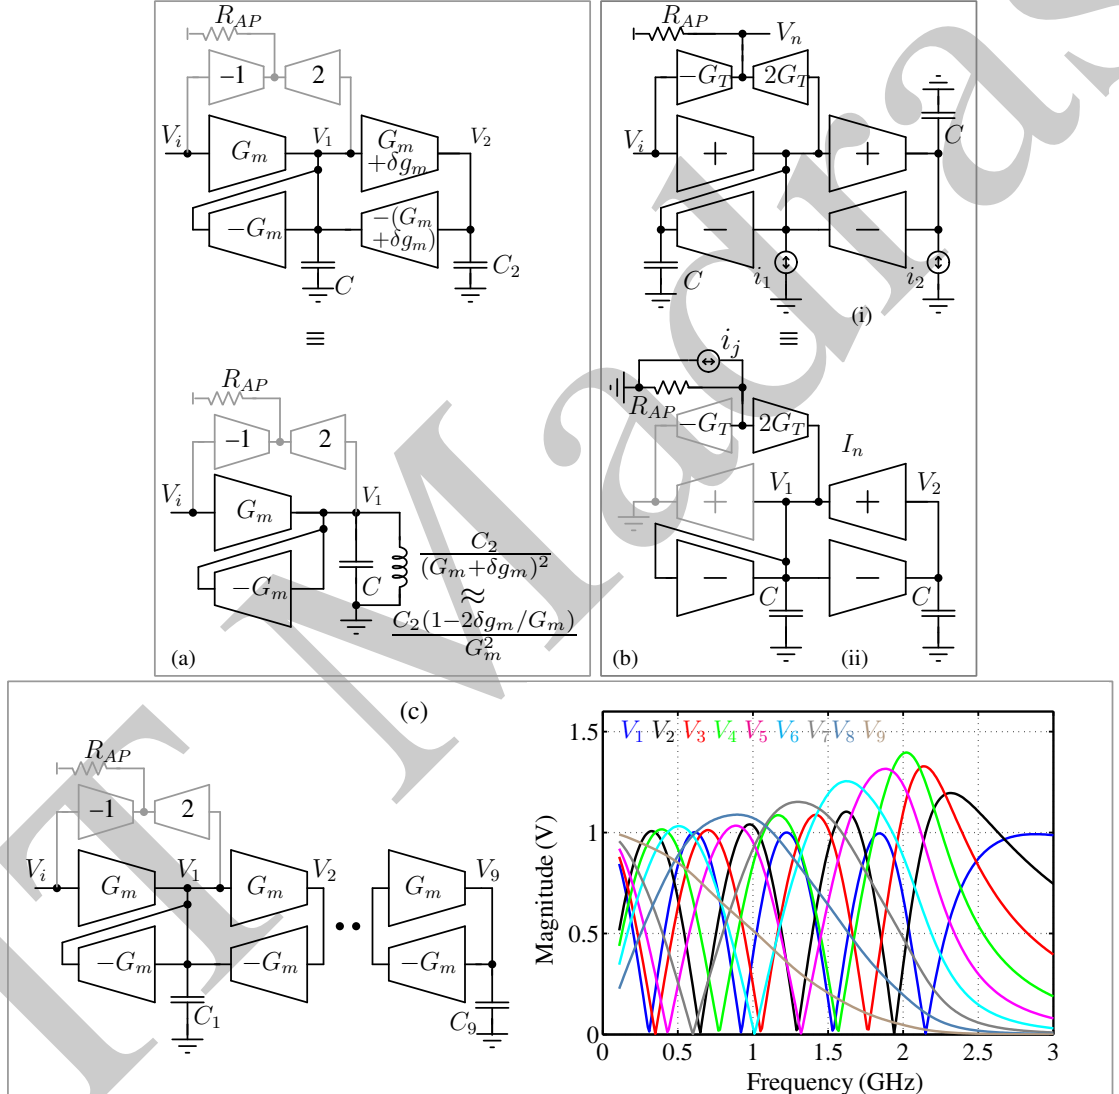 R_AP
−1 2
V_i G_m V_1 G_m +δg_m V_2
−G_m −(G_m +δg_m)
C C_2
≡
R_AP
−1 2
V_i G_m V_1
−G_m C C_2/(G_m+δg_m)^2
≈
C_2(1−2δg_m/G_m)/G_m^2
(a)
R_AP V_n
−G_T 2G_T
V_i + + C
− −
C i_1 i_2
(i)
≡
i_j
R_AP
−G_T 2G_T
I_n
+ V_1 + V_2
− −
C C
(b) (ii)
(c)
R_AP
−1 2
V_i G_m V_1 G_m V_2 G_m V_9
−G_m −G_m −G_m
C_1 C_9
V_1 V_2 V_3 V_4 V_5 V_6 V_7 V_8 V_9
1.5
1
0.5
0
Magnitude (V)
0 0.5 1 1.5 2 2.5 3
Frequency (GHz)
IIT Madras